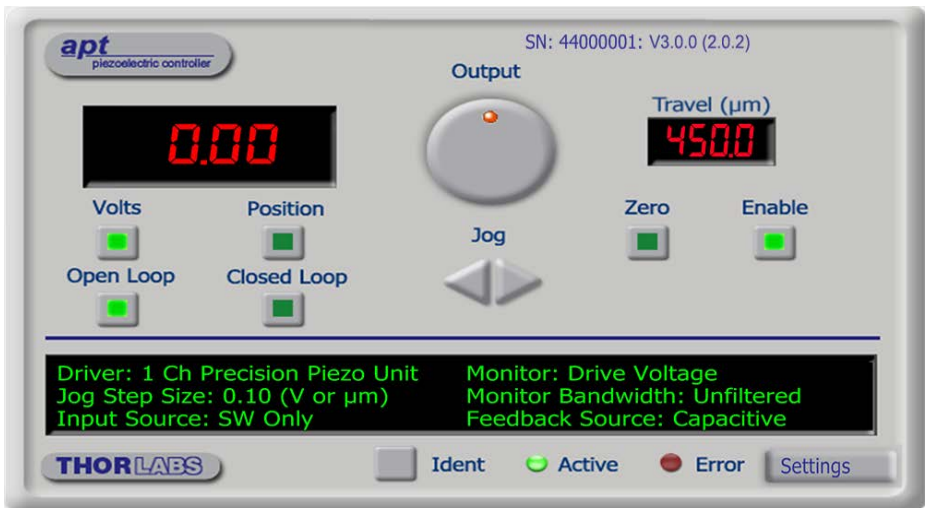 apt
piezoelectric controller
SN: 44000001: V3.0.0 (2.0.2)
Output
Travel (µm)
0.00
450.0
Volts
Position
Zero
Enable
Jog
Open Loop
Closed Loop
Driver: 1 Ch Precision Piezo Unit
Jog Step Size: 0.10 (V or µm)
Input Source: SW Only
Monitor: Drive Voltage
Monitor Bandwidth: Unfiltered
Feedback Source: Capacitive
THORLABS
Ident
Active
Error
Settings